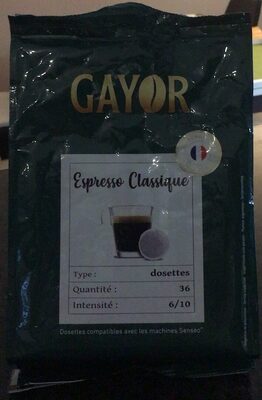 GAYOR
Espresso Classique
Type : dosettes
Quantité : 36
Intensité : 6/10
Dosettes compatibles avec les machines Senseo*